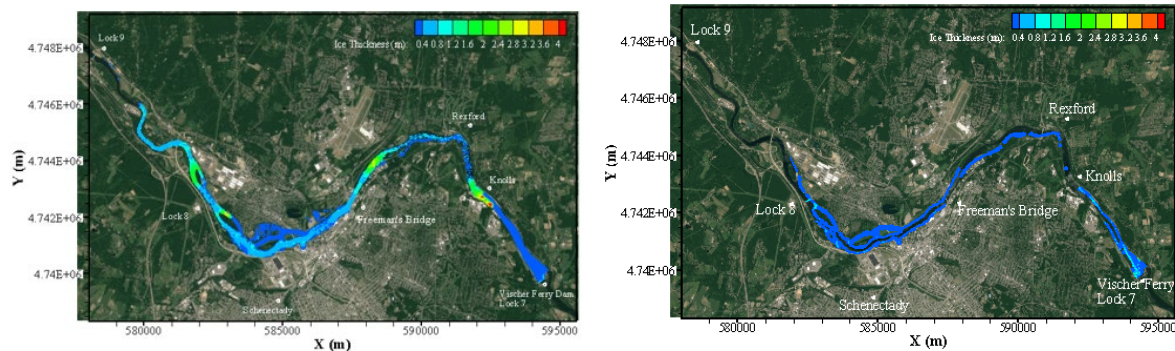 Ice Thickness (m): 0.4 0.8 1.2 1.6 2 2.4 2.8 3.2 3.6 4
Lock 9
4.748E+06
4.746E+06
4.744E+06
4.742E+06
4.74E+06
Y (m)
Rexford
Knolls
Lock 8
Freeman's Bridge
Vischer Ferry Dam
Lock 7
Schenectady
580000 585000 590000 595000
X (m)
Ice Thickness (m): 0.4 0.8 1.2 1.6 2 2.4 2.8 3.2 3.6 4
Lock 9
4.748E+06
4.746E+06
4.744E+06
4.742E+06
4.74E+06
Y (m)
Rexford
Knolls
Lock 8
Freeman's Bridge
Vischer Ferry
Lock 7
Schenectady
580000 585000 590000 59500
X (m)